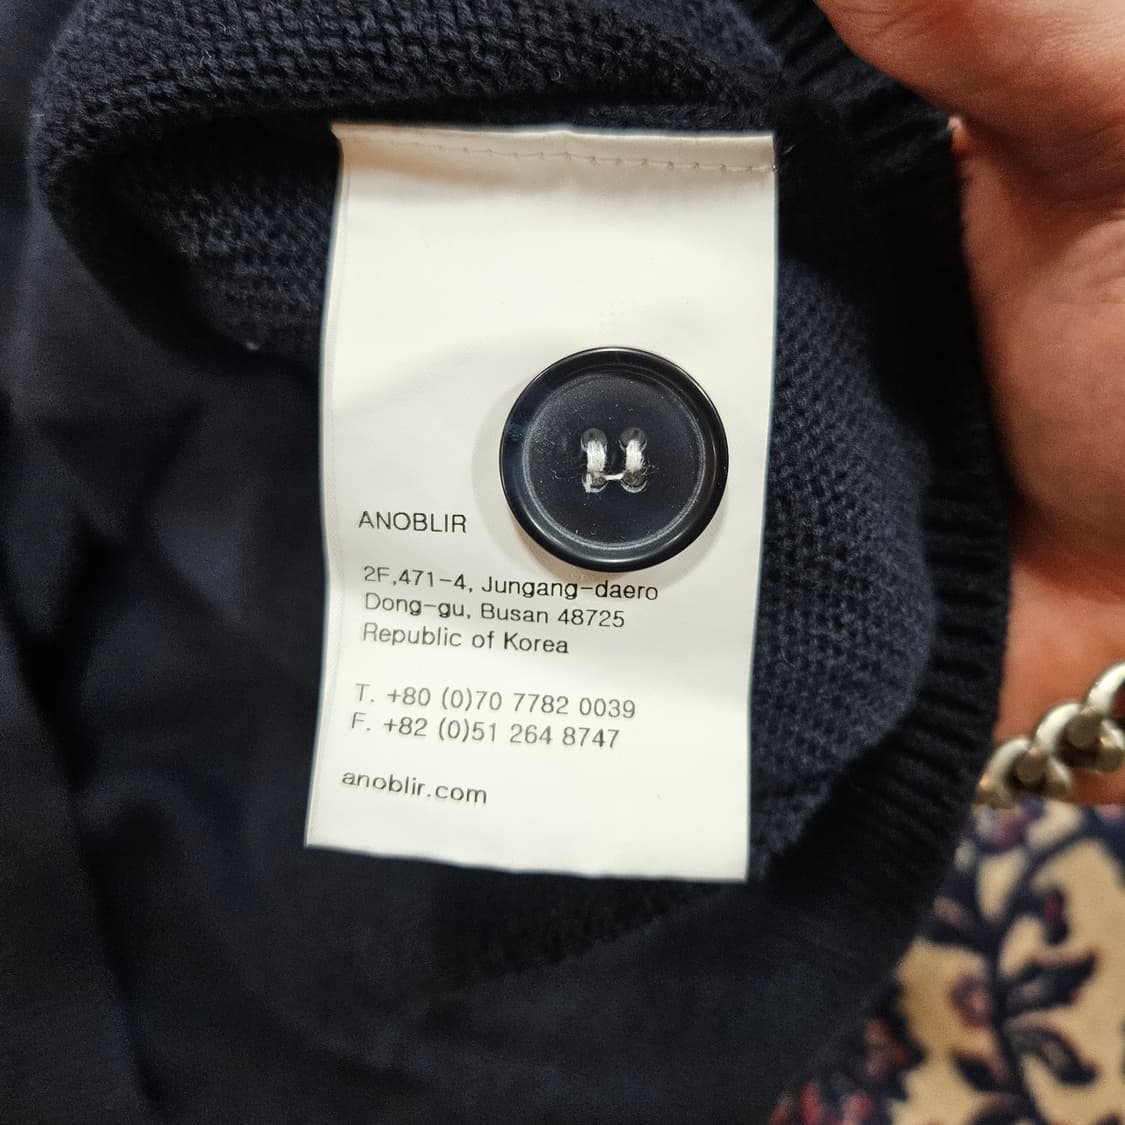 ANOBLIR
2F,471-4, Jungang-daero
Dong-gu, Busan 48725
Republic of Korea
T. +80 (0)70 7782 0039
F. +82 (0)51 264 8747
anoblir.com